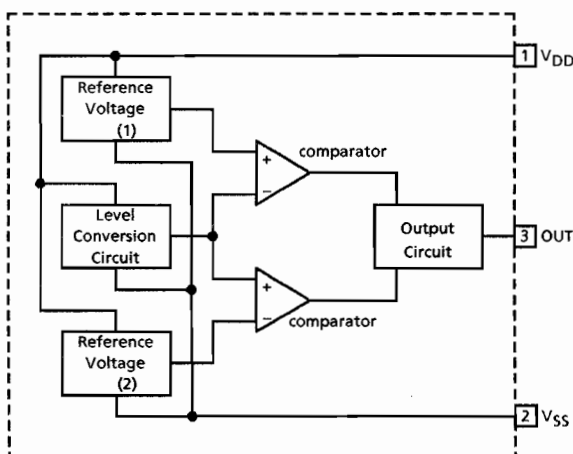 1 VDD
Reference
Voltage
(1)
comparator
+
−
Level
Conversion
Circuit
Output
Circuit
3 OUT
+
−
comparator
Reference
Voltage
(2)
2 VSS